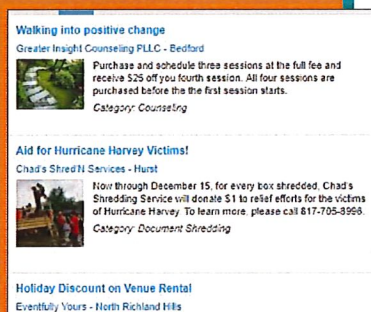 Walking into positive change
Greater Insight Counseling PLLC - Bedford
Purchase and schedule three sessions at the full fee and
receive $25 off you fourth session. All four sessions are
purchased before the the first session starts.
Category: Counseling
Aid for Hurricane Harvey Victims!
Chad's Shred'N Services - Hurst
Now through December 15, for every box shredded, Chad's
Shredding Service will donate $1 to relief efforts for the victims
of Hurricane Harvey. To learn more, please call 817-705-8996.
Category: Document Shredding
Holiday Discount on Venue Rental
Eventfully Yours - North Richland Hills